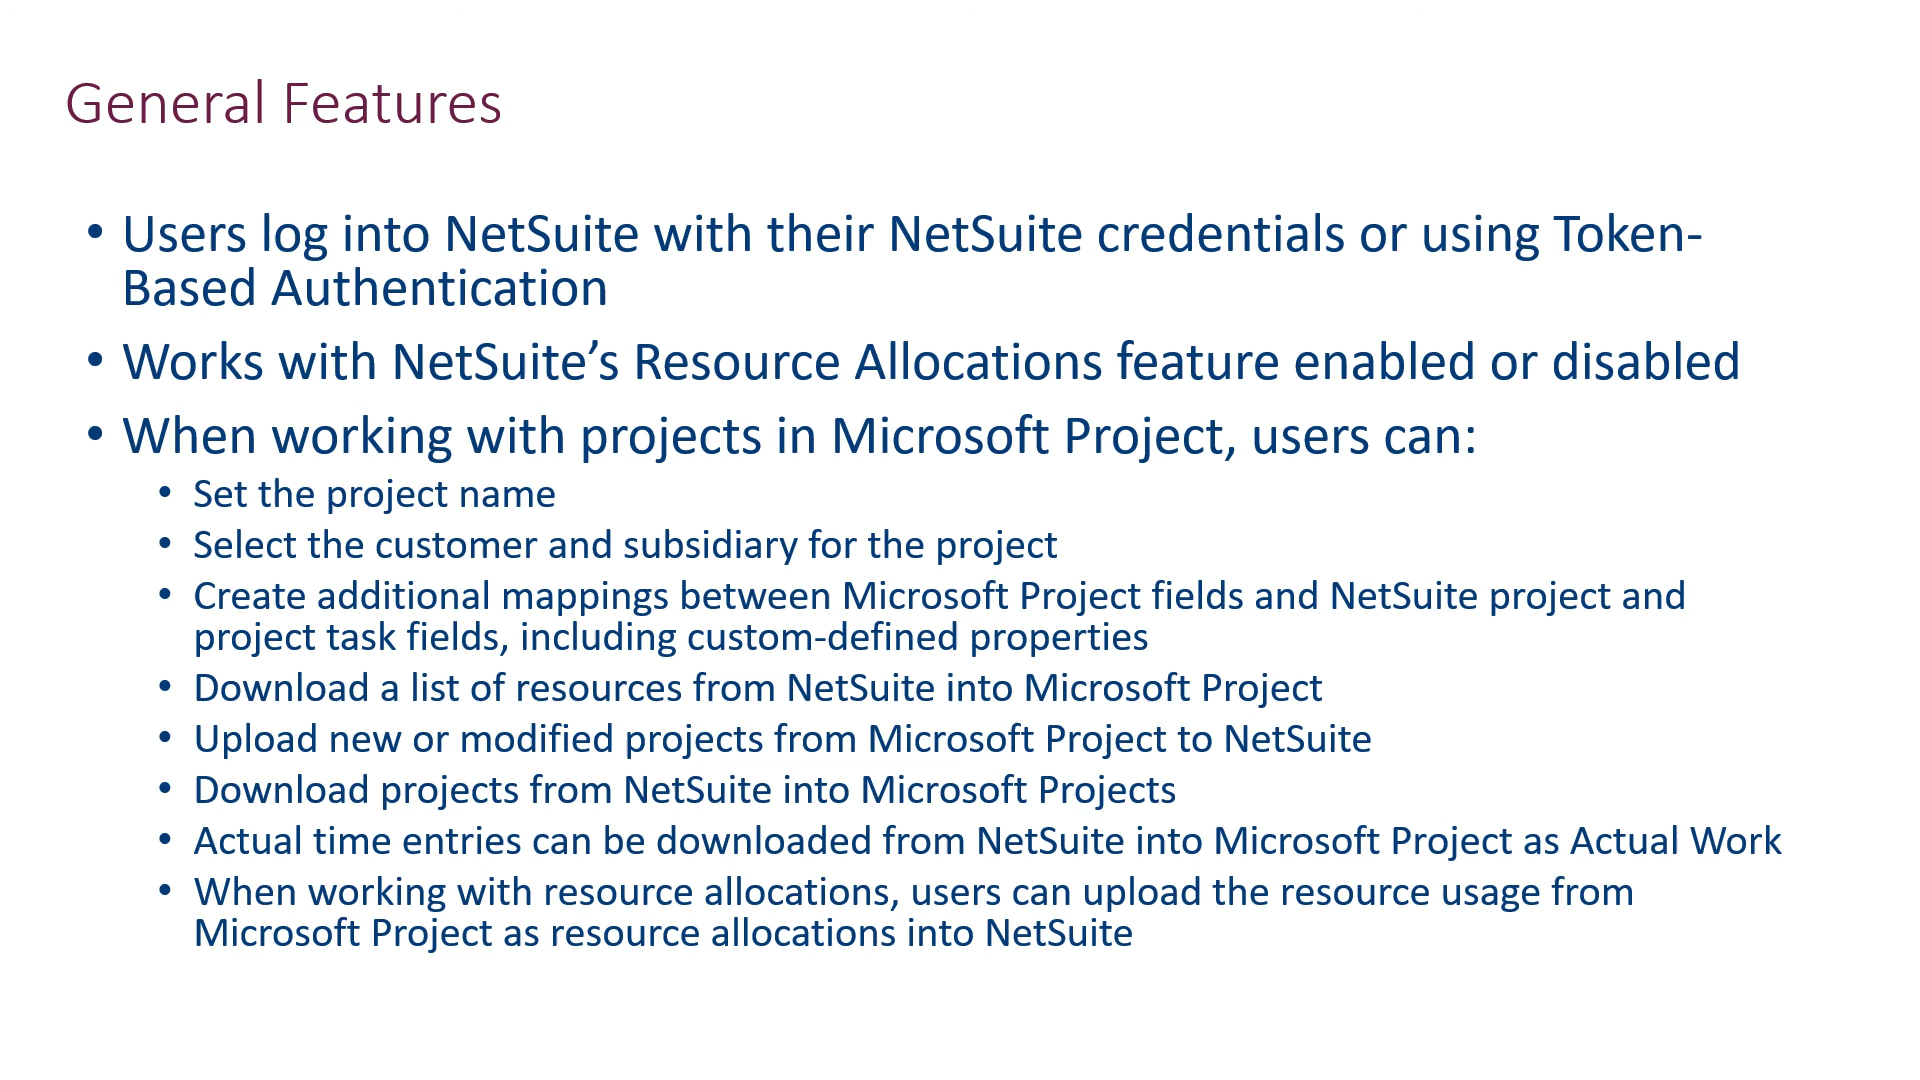 General Features
• Users log into NetSuite with their NetSuite credentials or using Token-
Based Authentication
• Works with NetSuite’s Resource Allocations feature enabled or disabled
• When working with projects in Microsoft Project, users can:
• Set the project name
• Select the customer and subsidiary for the project
• Create additional mappings between Microsoft Project fields and NetSuite project and
project task fields, including custom-defined properties
• Download a list of resources from NetSuite into Microsoft Project
• Upload new or modified projects from Microsoft Project to NetSuite
• Download projects from NetSuite into Microsoft Projects
• Actual time entries can be downloaded from NetSuite into Microsoft Project as Actual Work
• When working with resource allocations, users can upload the resource usage from
Microsoft Project as resource allocations into NetSuite